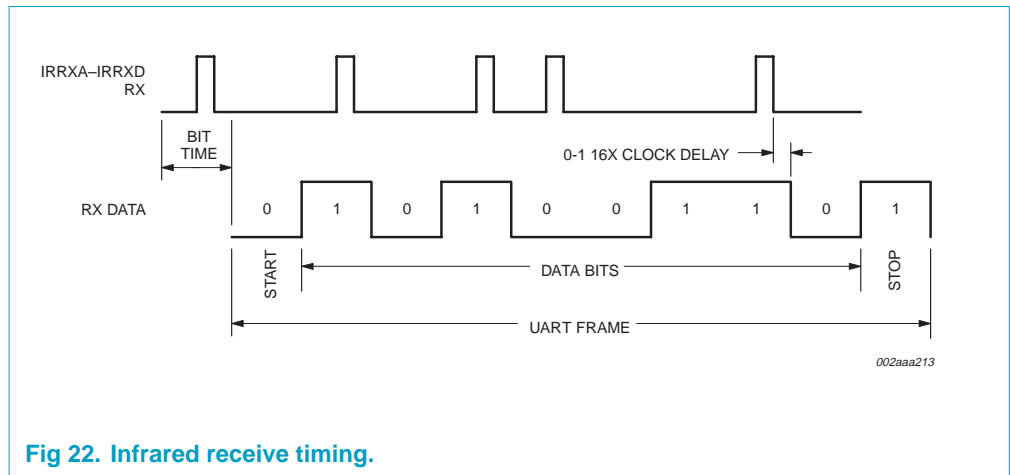 IRRXA–IRRXD
RX
BIT
TIME
0-1 16X CLOCK DELAY
RX DATA
0 1 0 1 0 0 1 1 0 1
START
DATA BITS
STOP
UART FRAME
002aaa213
Fig 22. Infrared receive timing.